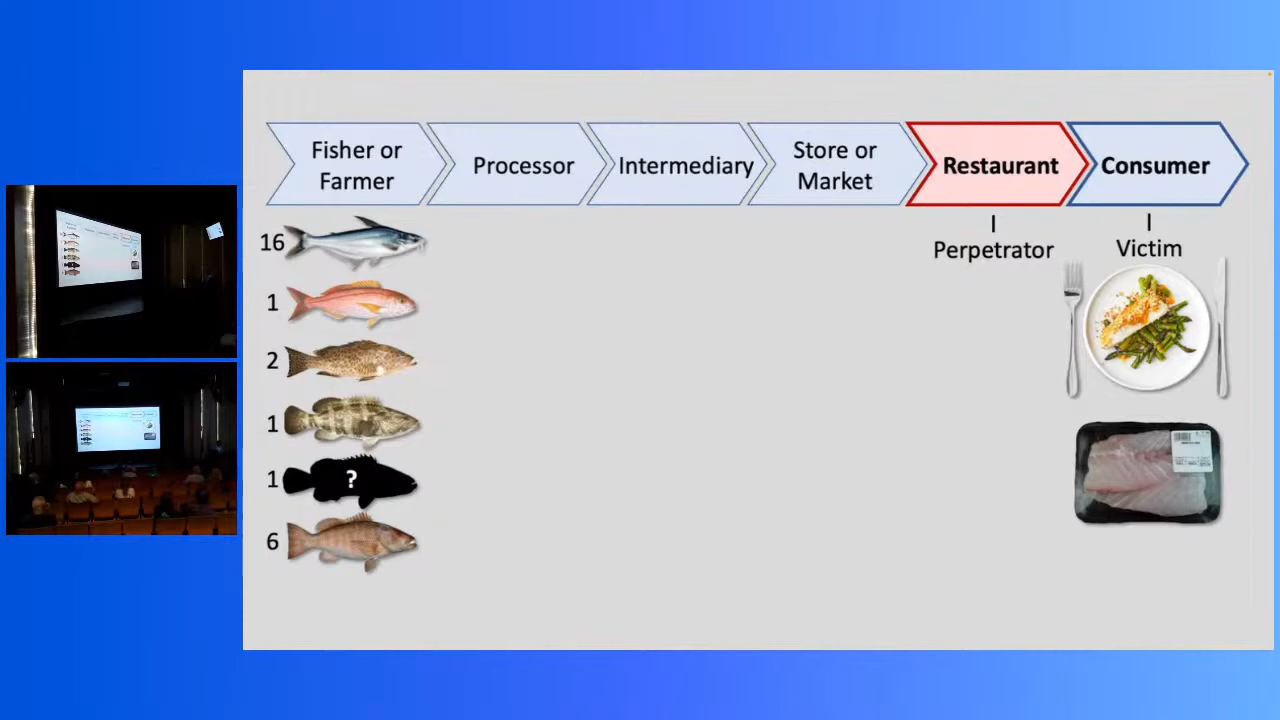 Fisher or
Farmer
Processor
Intermediary
Store or
Market
Restaurant
Consumer
Perpetrator
Victim
16
1
2
1
1
?
6